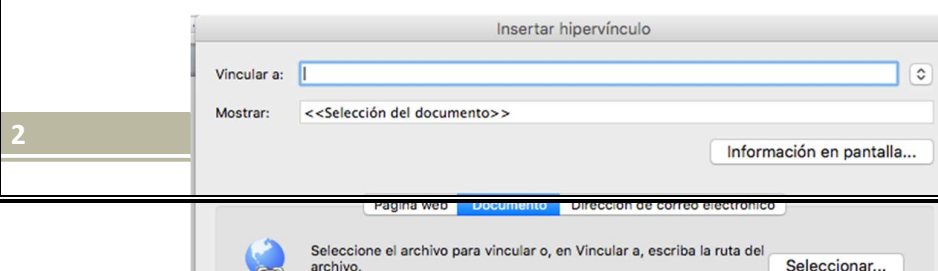 Insertar hipervínculo
Vincular a:
Mostrar: <<Selección del documento>>
2
Información en pantalla...
Página web Documento Dirección de correo electrónico
Seleccione el archivo para vincular o, en Vincular a, escriba la ruta del
archivo.
Seleccionar...